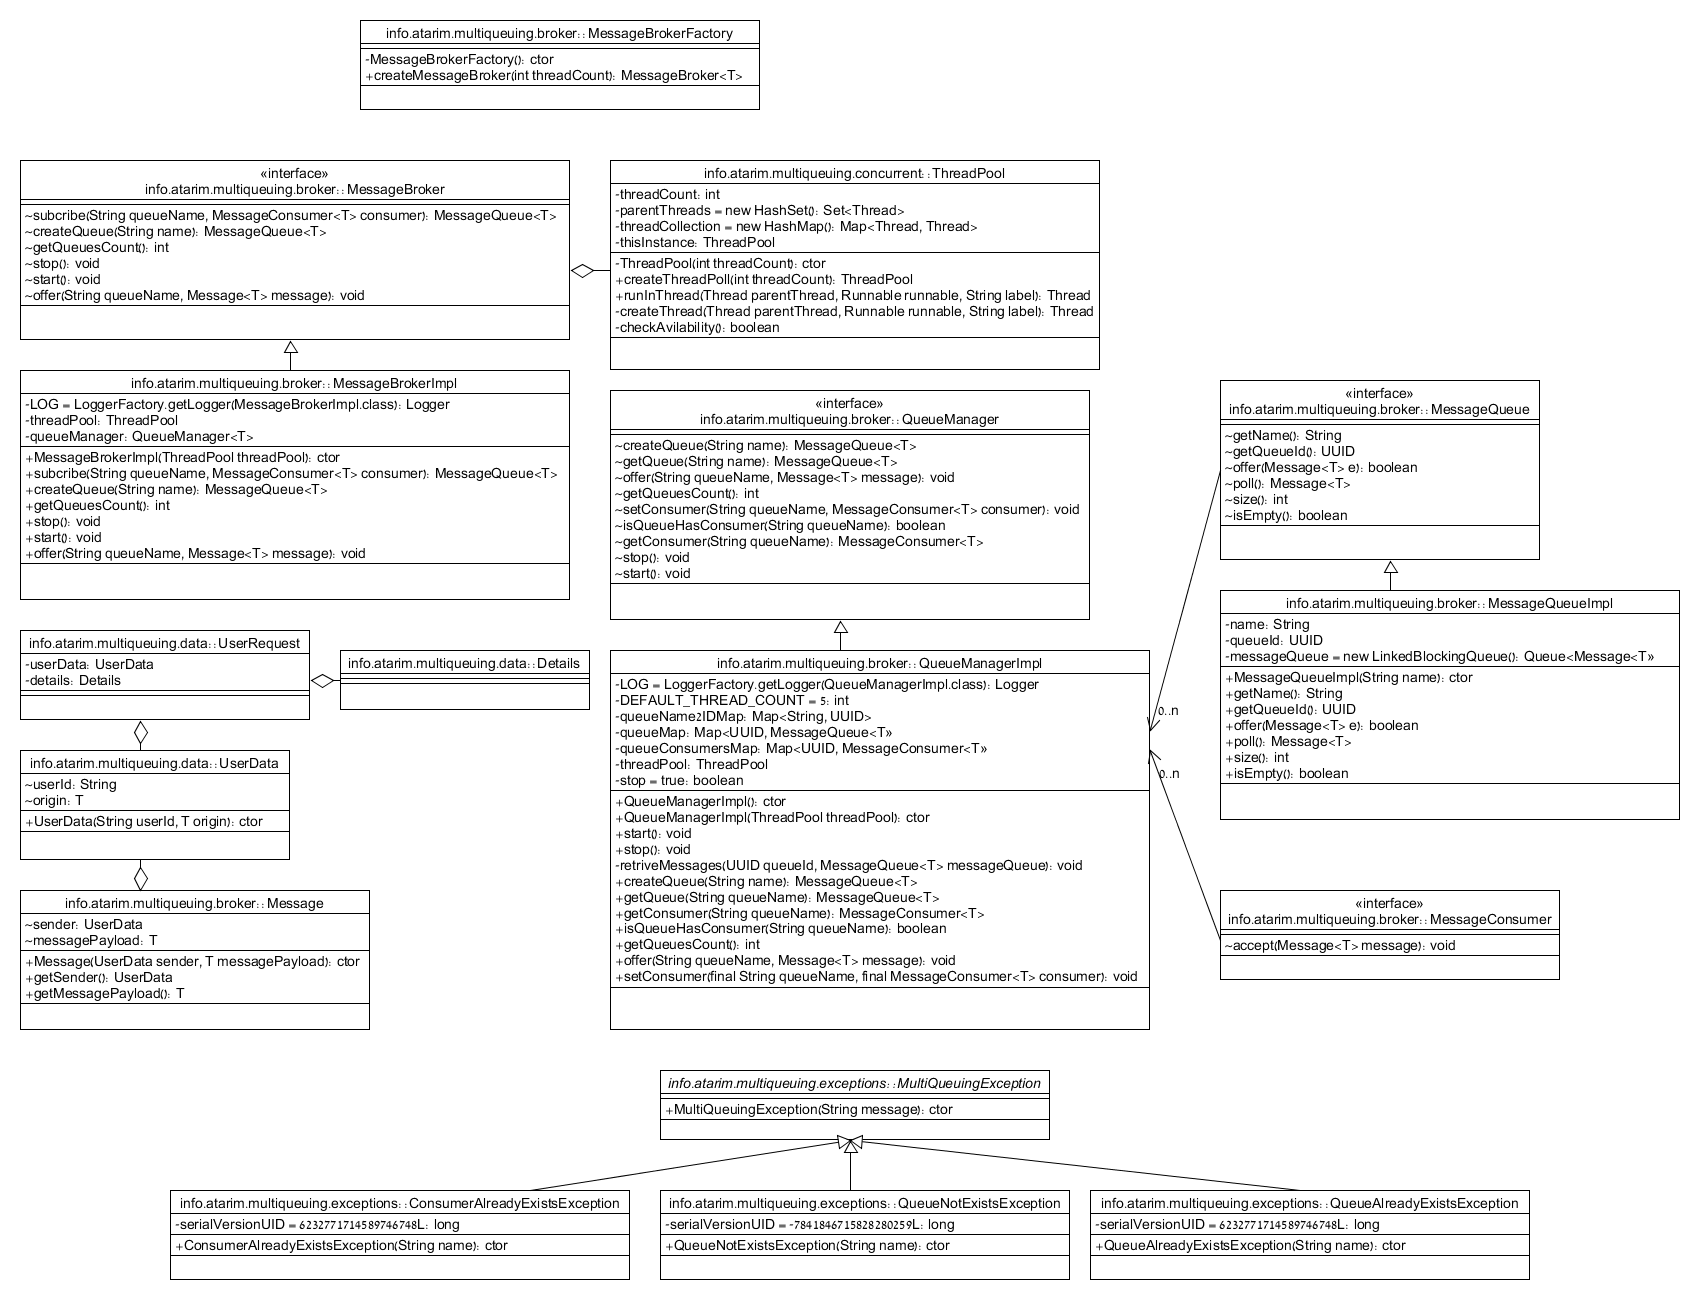 info.atarim.multiqueuing.broker::MessageBrokerFactory
-MessageBrokerFactory(): ctor
+createMessageBroker(int threadCount): MessageBroker<T>
«interface»
info.atarim.multiqueuing.broker::MessageBroker
~subcribe(String queueName, MessageConsumer<T> consumer): MessageQueue<T>
~createQueue(String name): MessageQueue<T>
~getQueuesCount(): int
~stop(): void
~start(): void
~offer(String queueName, Message<T> message): void
info.atarim.multiqueuing.concurrent::ThreadPool
-threadCount: int
-parentThreads = new HashSet(): Set<Thread>
-threadCollection = new HashMap(): Map<Thread, Thread>
-thisInstance: ThreadPool
-ThreadPool(int threadCount): ctor
+createThreadPoll(int threadCount): ThreadPool
+runInThread(Thread parentThread, Runnable runnable, String label): Thread
-createThread(Thread parentThread, Runnable runnable, String label): Thread
-checkAvilability(): boolean
info.atarim.multiqueuing.broker::MessageBrokerImpl
-LOG = LoggerFactory.getLogger(MessageBrokerImpl.class): Logger
-threadPool: ThreadPool
-queueManager: QueueManager<T>
+MessageBrokerImpl(ThreadPool threadPool): ctor
+subcribe(String queueName, MessageConsumer<T> consumer): MessageQueue<T>
+createQueue(String name): MessageQueue<T>
+getQueuesCount(): int
+stop(): void
+start(): void
+offer(String queueName, Message<T> message): void
«interface»
info.atarim.multiqueuing.broker::QueueManager
~createQueue(String name): MessageQueue<T>
~getQueue(String name): MessageQueue<T>
~offer(String queueName, Message<T> message): void
~getQueuesCount(): int
~setConsumer(String queueName, MessageConsumer<T> consumer): void
~isQueueHasConsumer(String queueName): boolean
~getConsumer(String queueName): MessageConsumer<T>
~stop(): void
~start(): void
«interface»
info.atarim.multiqueuing.broker::MessageQueue
~getName(): String
~getQueueId(): UUID
~offer(Message<T> e): boolean
~poll(): Message<T>
~size(): int
~isEmpty(): boolean
info.atarim.multiqueuing.broker::MessageQueueImpl
-name: String
-queueId: UUID
-messageQueue = new LinkedBlockingQueue(): Queue<Message<T»
+MessageQueueImpl(String name): ctor
+getName(): String
+getQueueId(): UUID
+offer(Message<T> e): boolean
+poll(): Message<T>
+size(): int
+isEmpty(): boolean
info.atarim.multiqueuing.data::UserRequest
-userData: UserData
-details: Details
info.atarim.multiqueuing.data::Details
info.atarim.multiqueuing.broker::QueueManagerImpl
-LOG = LoggerFactory.getLogger(QueueManagerImpl.class): Logger
-DEFAULT_THREAD_COUNT = 5: int
-queueName2IDMap: Map<String, UUID>
-queueMap: Map<UUID, MessageQueue<T»
-queueConsumersMap: Map<UUID, MessageConsumer<T»
-threadPool: ThreadPool
-stop = true: boolean
+QueueManagerImpl(): ctor
+QueueManagerImpl(ThreadPool threadPool): ctor
+start(): void
+stop(): void
-retriveMessages(UUID queueId, MessageQueue<T> messageQueue): void
+createQueue(String name): MessageQueue<T>
+getQueue(String queueName): MessageQueue<T>
+getConsumer(String queueName): MessageConsumer<T>
+isQueueHasConsumer(String queueName): boolean
+getQueuesCount(): int
+offer(String queueName, Message<T> message): void
+setConsumer(final String queueName, final MessageConsumer<T> consumer): void
0..n
0..n
info.atarim.multiqueuing.data::UserData
~userId: String
~origin: T
+UserData(String userId, T origin): ctor
info.atarim.multiqueuing.broker::Message
~sender: UserData
~messagePayload: T
+Message(UserData sender, T messagePayload): ctor
+getSender(): UserData
+getMessagePayload(): T
«interface»
info.atarim.multiqueuing.broker::MessageConsumer
~accept(Message<T> message): void
info.atarim.multiqueuing.exceptions::MultiQueuingException
+MultiQueuingException(String message): ctor
info.atarim.multiqueuing.exceptions::ConsumerAlreadyExistsException
-serialVersionUID = 6232771714589746748L: long
+ConsumerAlreadyExistsException(String name): ctor
info.atarim.multiqueuing.exceptions::QueueNotExistsException
-serialVersionUID = -7841846715828280259L: long
+QueueNotExistsException(String name): ctor
info.atarim.multiqueuing.exceptions::QueueAlreadyExistsException
-serialVersionUID = 6232771714589746748L: long
+QueueAlreadyExistsException(String name): ctor